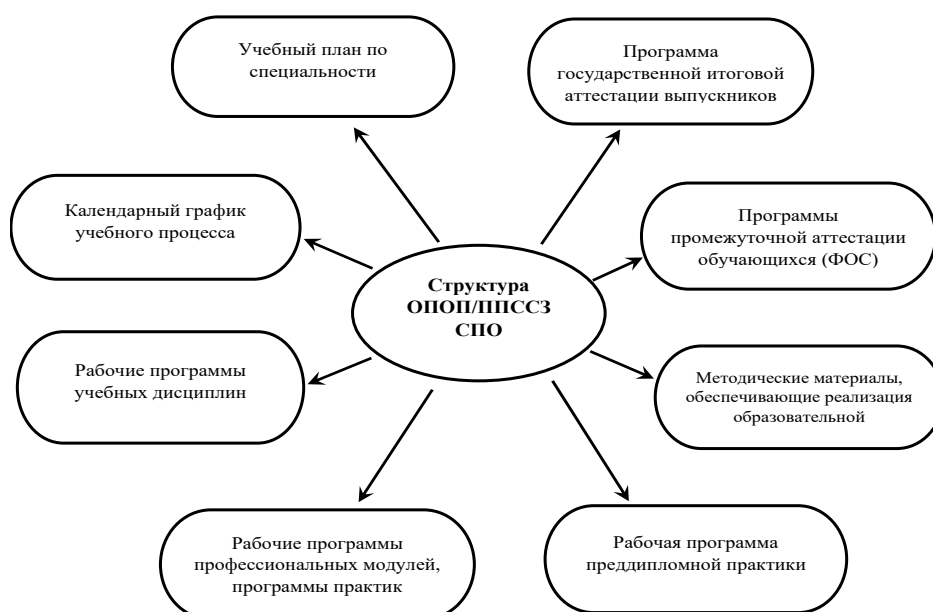 Учебный план по
специальности
Программа
государственной итоговой
аттестации выпускников
Календарный график
учебного процесса
Программы
промежуточной аттестации
обучающихся (ФОС)
Структура
ОПОП/ППССЗ
СПО
Рабочие программы
учебных дисциплин
Методические материалы,
обеспечивающие реализация
образовательной
Рабочие программы
профессиональных модулей,
программы практик
Рабочая программа
преддипломной практики